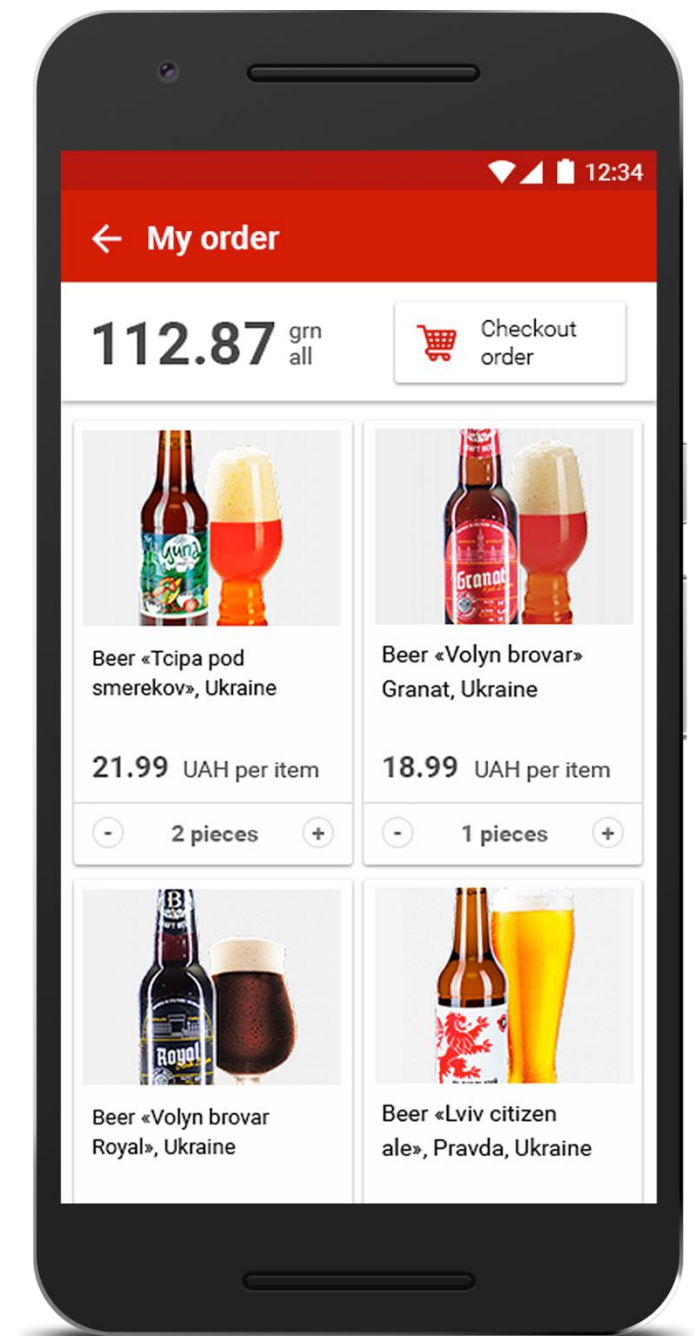 12:34
My order
112.87 grn
all
Checkout
order
yuna
Granat
Beer «Tcipa pod
smerekov», Ukraine
21.99 UAH per item
- 2 pieces +
Beer «Volyn brovar»
Granat, Ukraine
18.99 UAH per item
- 1 pieces +
B
Royal
Beer «Volyn brovar
Royal», Ukraine
Beer «Lviv citizen
ale», Pravda, Ukraine